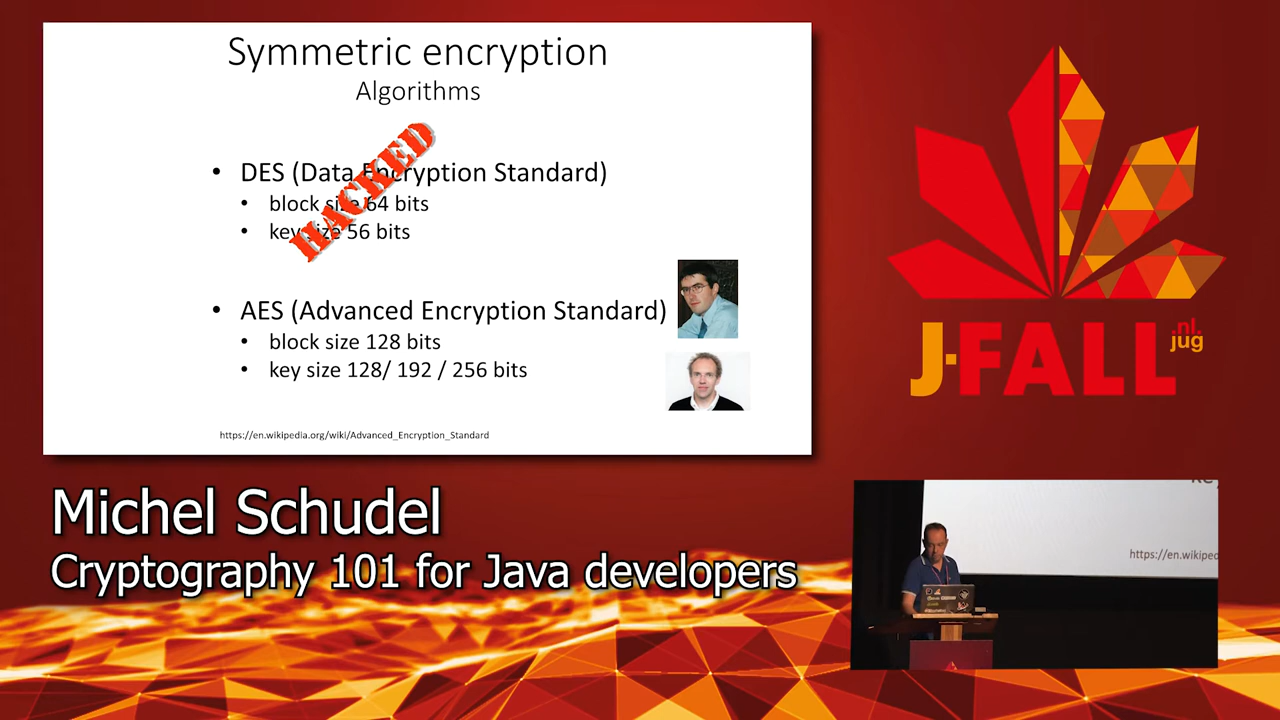 Symmetric encryption
Algorithms
HACKED
• DES (Data Encryption Standard)
• block size 64 bits
• key size 56 bits
• AES (Advanced Encryption Standard)
• block size 128 bits
• key size 128/ 192 / 256 bits
https://en.wikipedia.org/wiki/Advanced_Encryption_Standard
J-FALL
.nl.
jug
Michel Schudel
Cryptography 101 for Java developers
https://en.wikiped